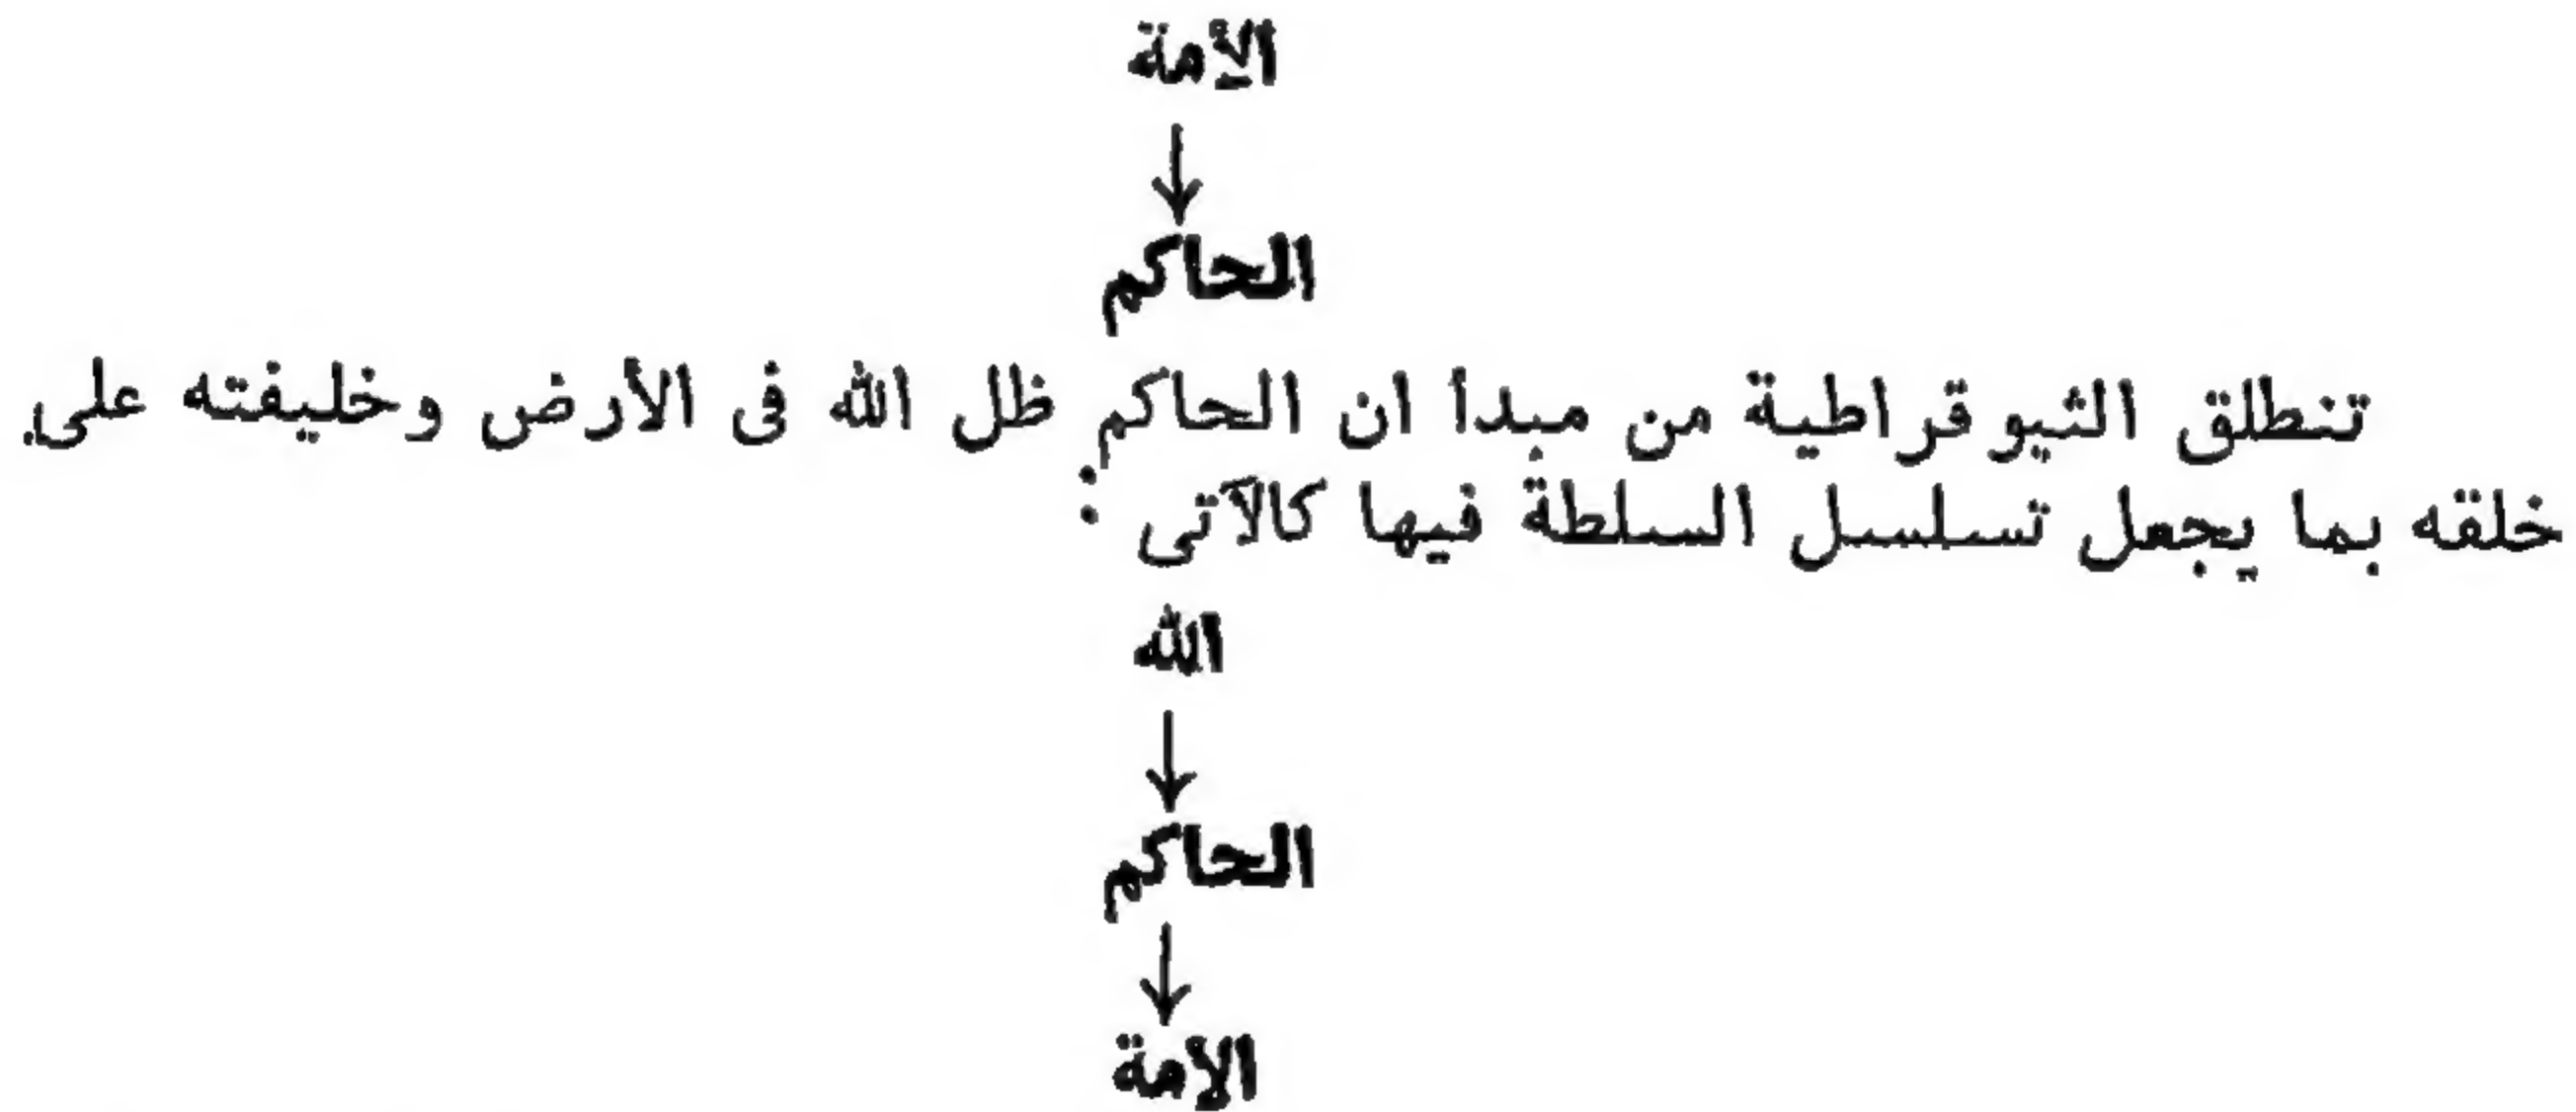 الأمة
↓
الحاكم
تنطلق الثيوقراطية من مبدأ ان الحاكم ظل الله فى الأرض وخليفته على
خلقه بما يجعل تسلسل السلطة فيها كالآتى :
الله
↓
الحاكم
↓
الأمة